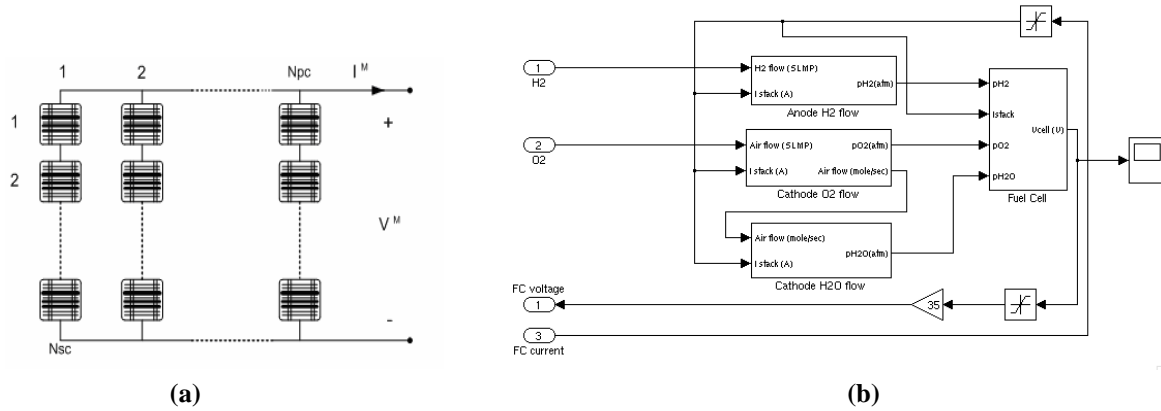 1
2
Npc
I M
1
+
2
V M
-
Nsc
(a)
1
H2
H2 flow (SLMP)
I stack (A)
pH2(atm)
Anode H2 flow
2
O2
Air flow (SLMP)
pO2(atm)
I stack (A)
Air flow (mole/sec)
Cathode O2 flow
Air flow (mole/sec)
I stack (A)
pH2O(atm)
Cathode H2O flow
pH2
Istack
Vcell (V)
pO2
pH2O
Fuel Cell
FC voltage
1
35
3
FC current
(b)